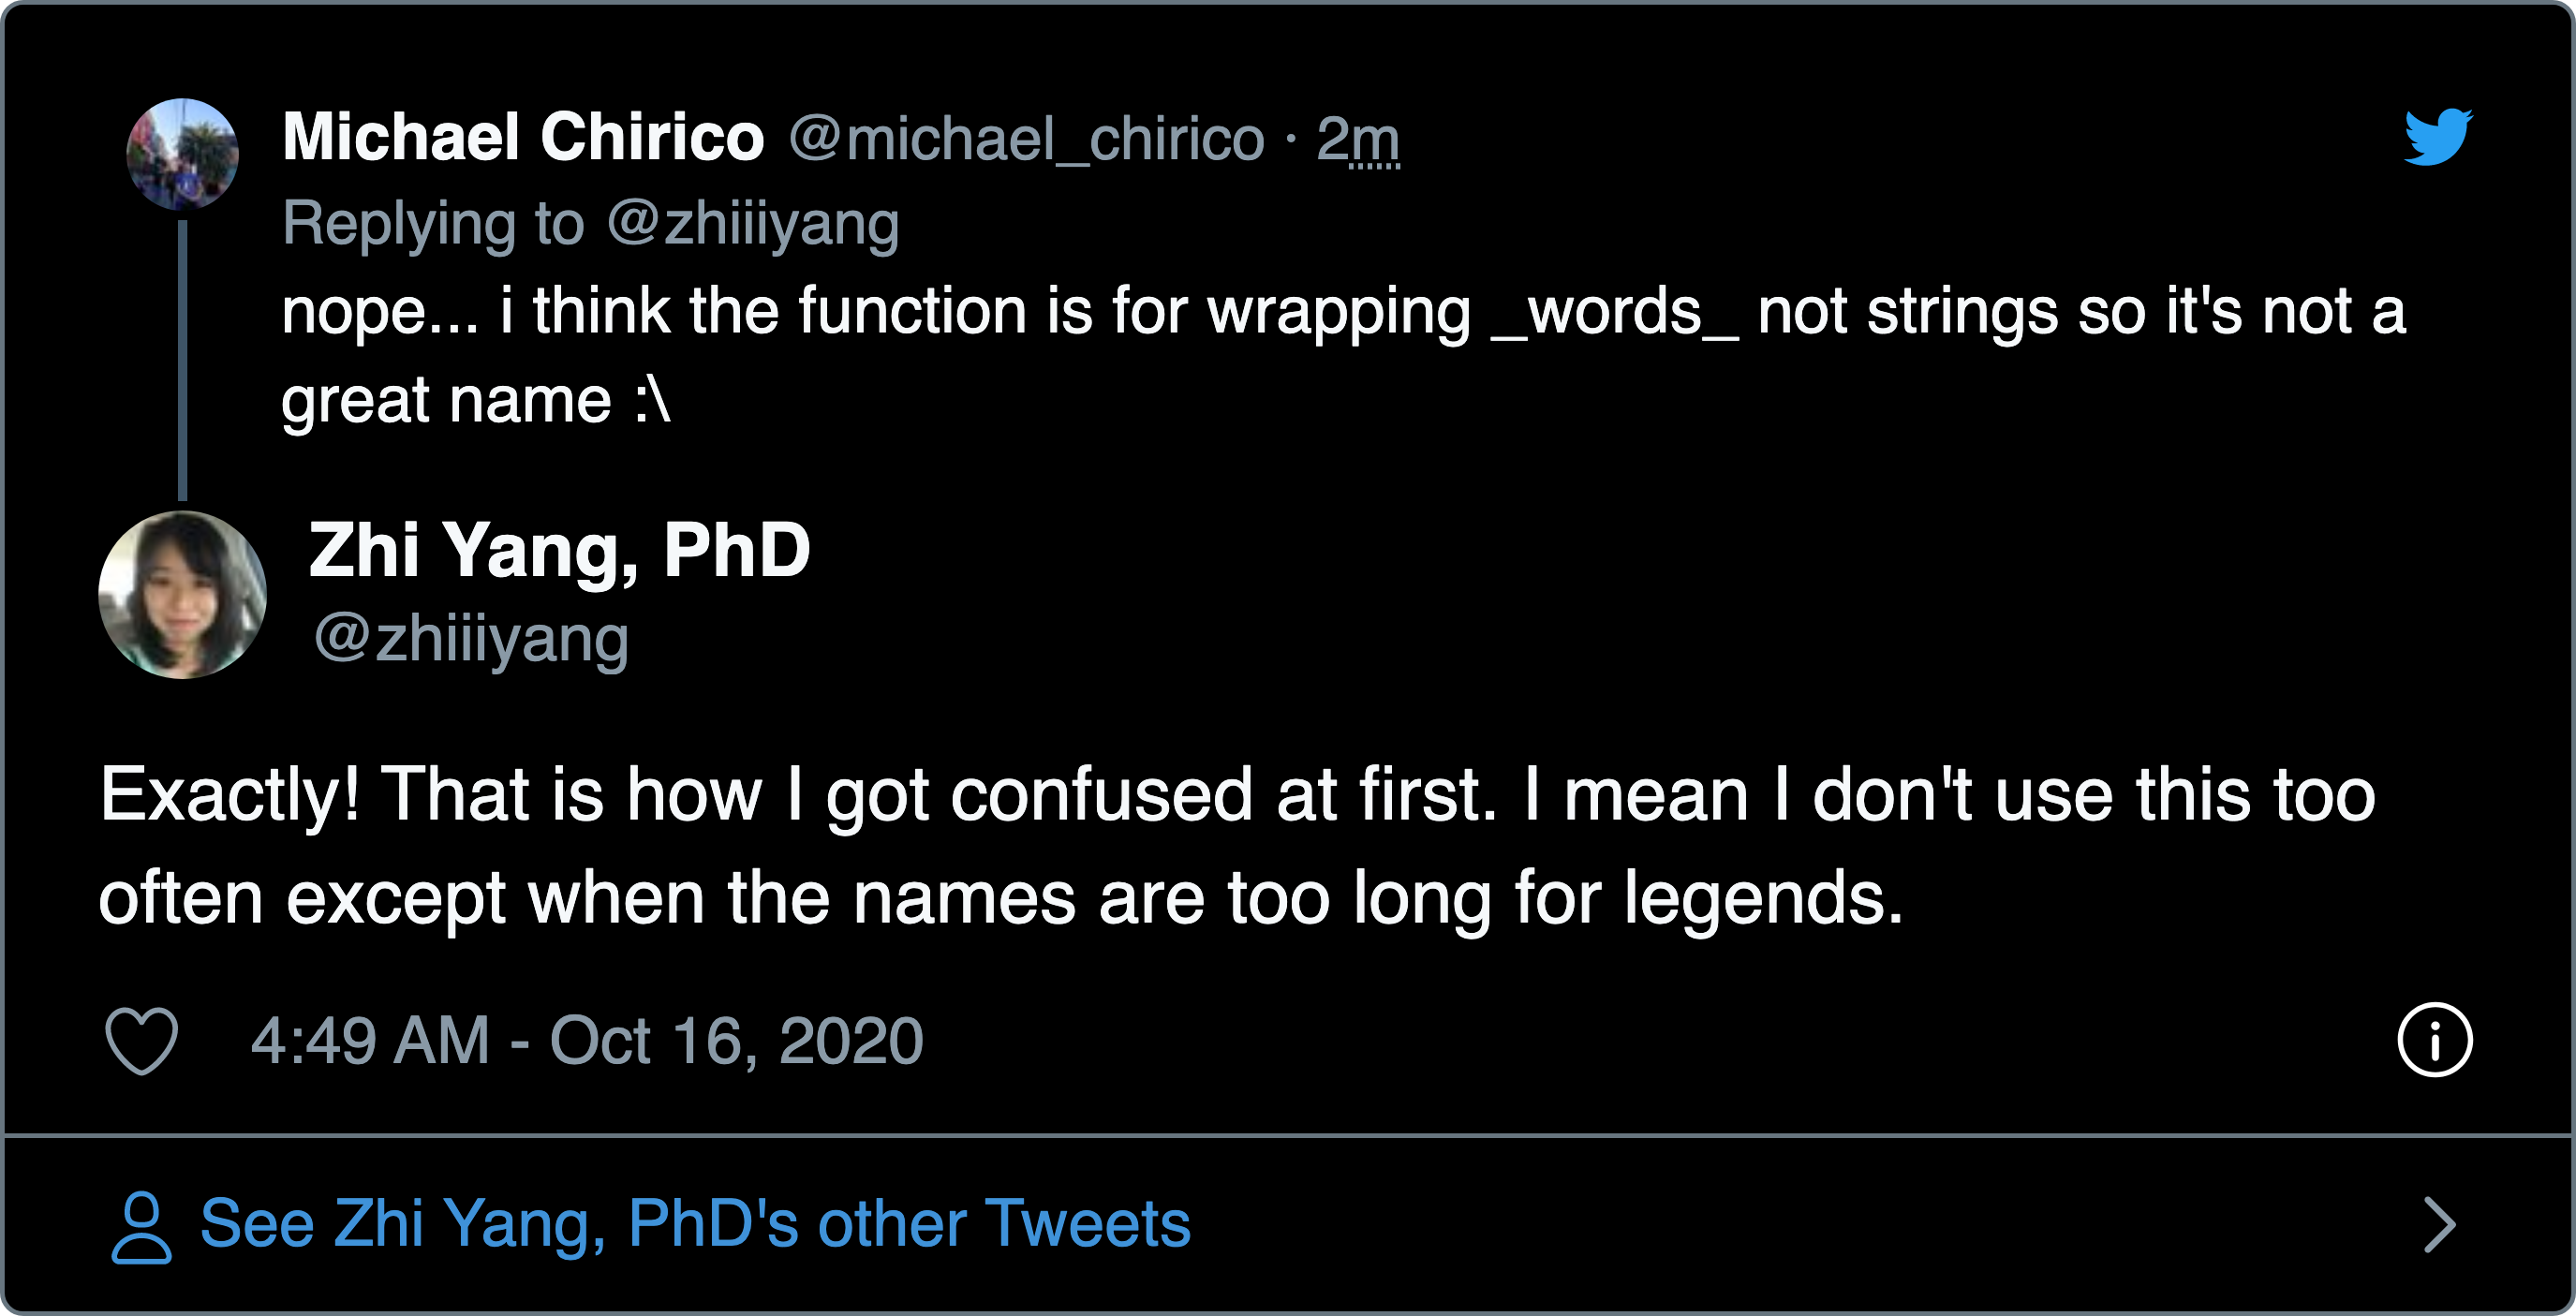 Michael Chirico @michael_chirico · 2m
Replying to @zhiiiyang
nope... i think the function is for wrapping _words_ not strings so it's not a
great name :\
Zhi Yang, PhD
@zhiiiyang
Exactly! That is how I got confused at first. I mean I don't use this too
often except when the names are too long for legends.
4:49 AM - Oct 16, 2020
See Zhi Yang, PhD's other Tweets